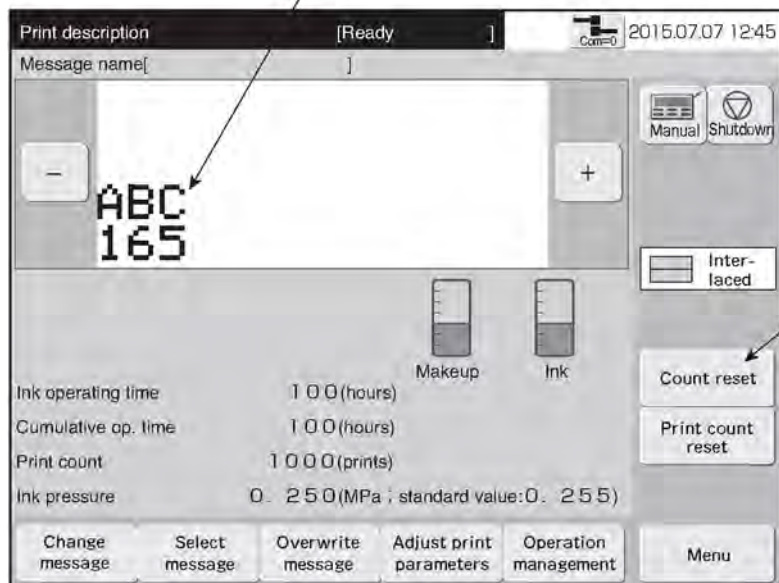 Print description [Ready ] Com=0 2015.07.07 12:45
Message name[ ]
Manual Shutdown
- +
ABC
165
Inter-
laced
Makeup Ink
Count reset
Ink operating time 100(hours)
Cumulative op. time 100(hours)
Print count
reset
Print count 1000(prints)
Ink pressure 0. 250(MPa ; standard value:0. 255)
Change
message
Select
message
Overwrite
message
Adjust print
parameters
Operation
management
Menu